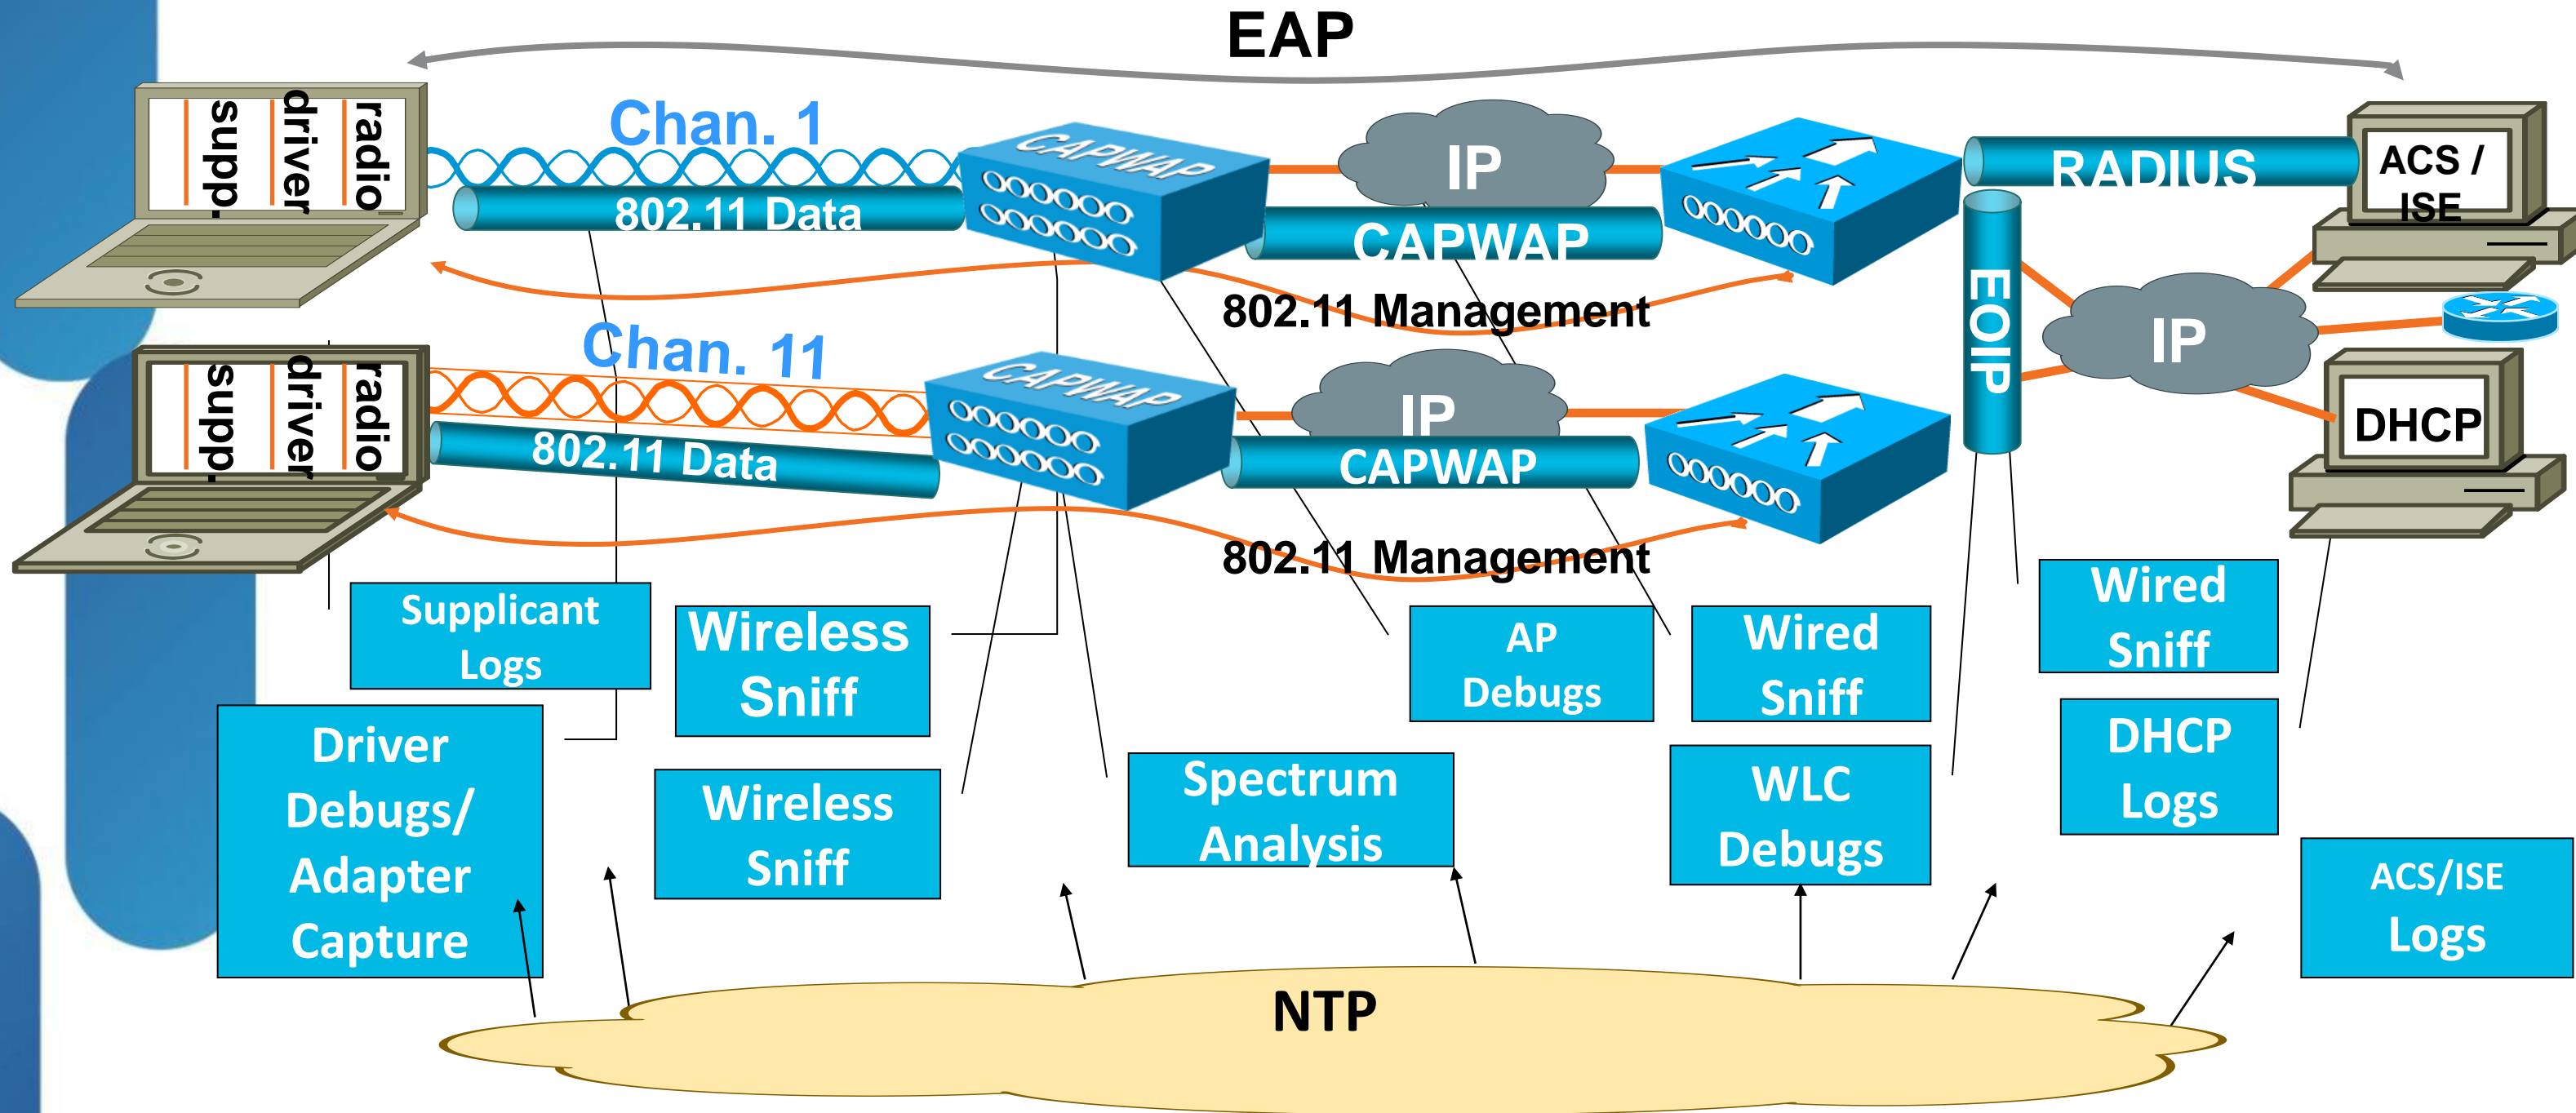 EAP
supp.
driver
radio
Chan. 1
802.11 Data
CAPWAP
IP
CAPWAP
802.11 Management
RADIUS
ACS /
ISE
EOIP
IP
supp.
driver
radio
Chan. 11
802.11 Data
CAPWAP
IP
CAPWAP
802.11 Management
DHCP
Supplicant
Logs
Wireless
Sniff
AP
Debugs
Wired
Sniff
Wired
Sniff
Driver
Debugs/
Adapter
Capture
Wireless
Sniff
Spectrum
Analysis
WLC
Debugs
DHCP
Logs
ACS/ISE
Logs
NTP